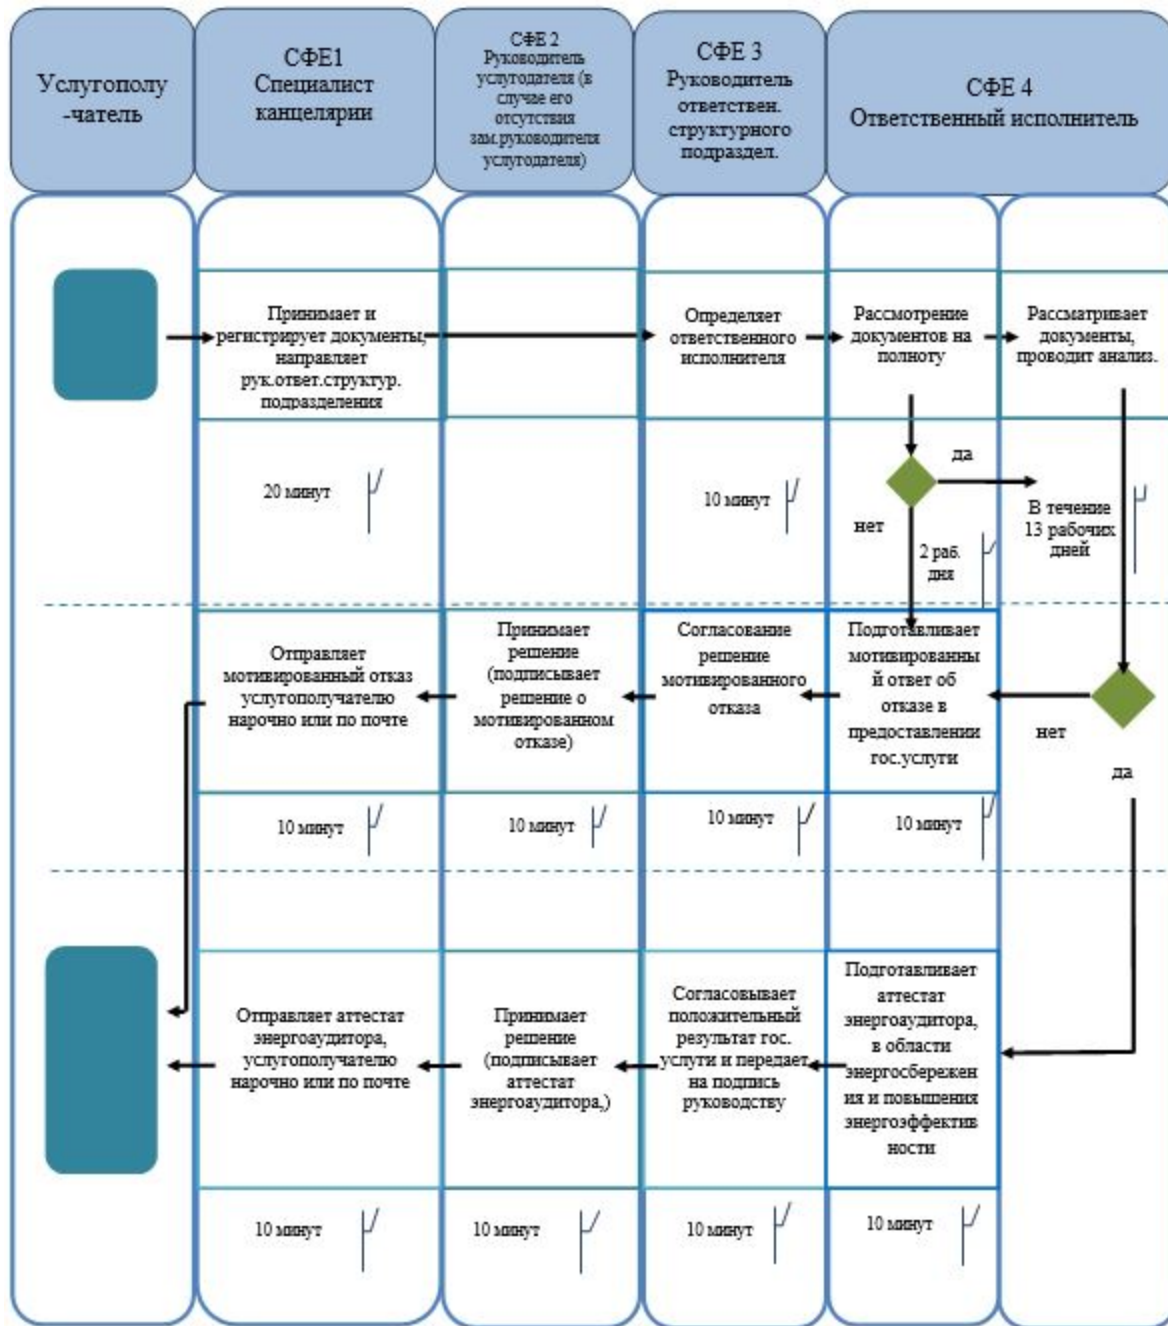 Услугополу
-чатель
СФЕ1
Специалист
канцелярии
СФЕ 2
Руководитель
услугодателя (в
случае его
отсутствия
зам.руководителя
услугодателя)
СФЕ 3
Руководитель
ответствен.
структурного
подраздел.
СФЕ 4
Ответственный исполнитель
Принимает и
регистрирует документы,
направляет
рук.ответ.структур.
подразделения
Определяет
ответственного
исполнителя
Рассмотрение
документов на
полноту
Рассматривает
документы,
проводит анализ.
20 минут
10 минут
да
нет
2 раб.
дня
В течение
13 рабочих
дней
Отправляет
мотивированный отказ
услугополучателю
нарочно или по почте
Принимает
решение
(подписывает
решение о
мотивированном
отказе)
Согласование
решение
мотивированного
отказа
Подготавливает
мотивированны
й ответ об
отказе в
предоставлении
гос.услуги
нет
да
10 минут
10 минут
10 минут
10 минут
Отправляет аттестат
энергоаудитора,
услугополучателю
нарочно или по почте
Принимает
решение
(подписывает
аттестат
энергоаудитора,)
Согласовывает
положительный
результат гос.
услуги и передает
на подпись
руководству
Подготавливает
аттестат
энергоаудитора,
в области
энергосбережен
ия и повышения
энергоэффектив
ности
10 минут
10 минут
10 минут
10 минут